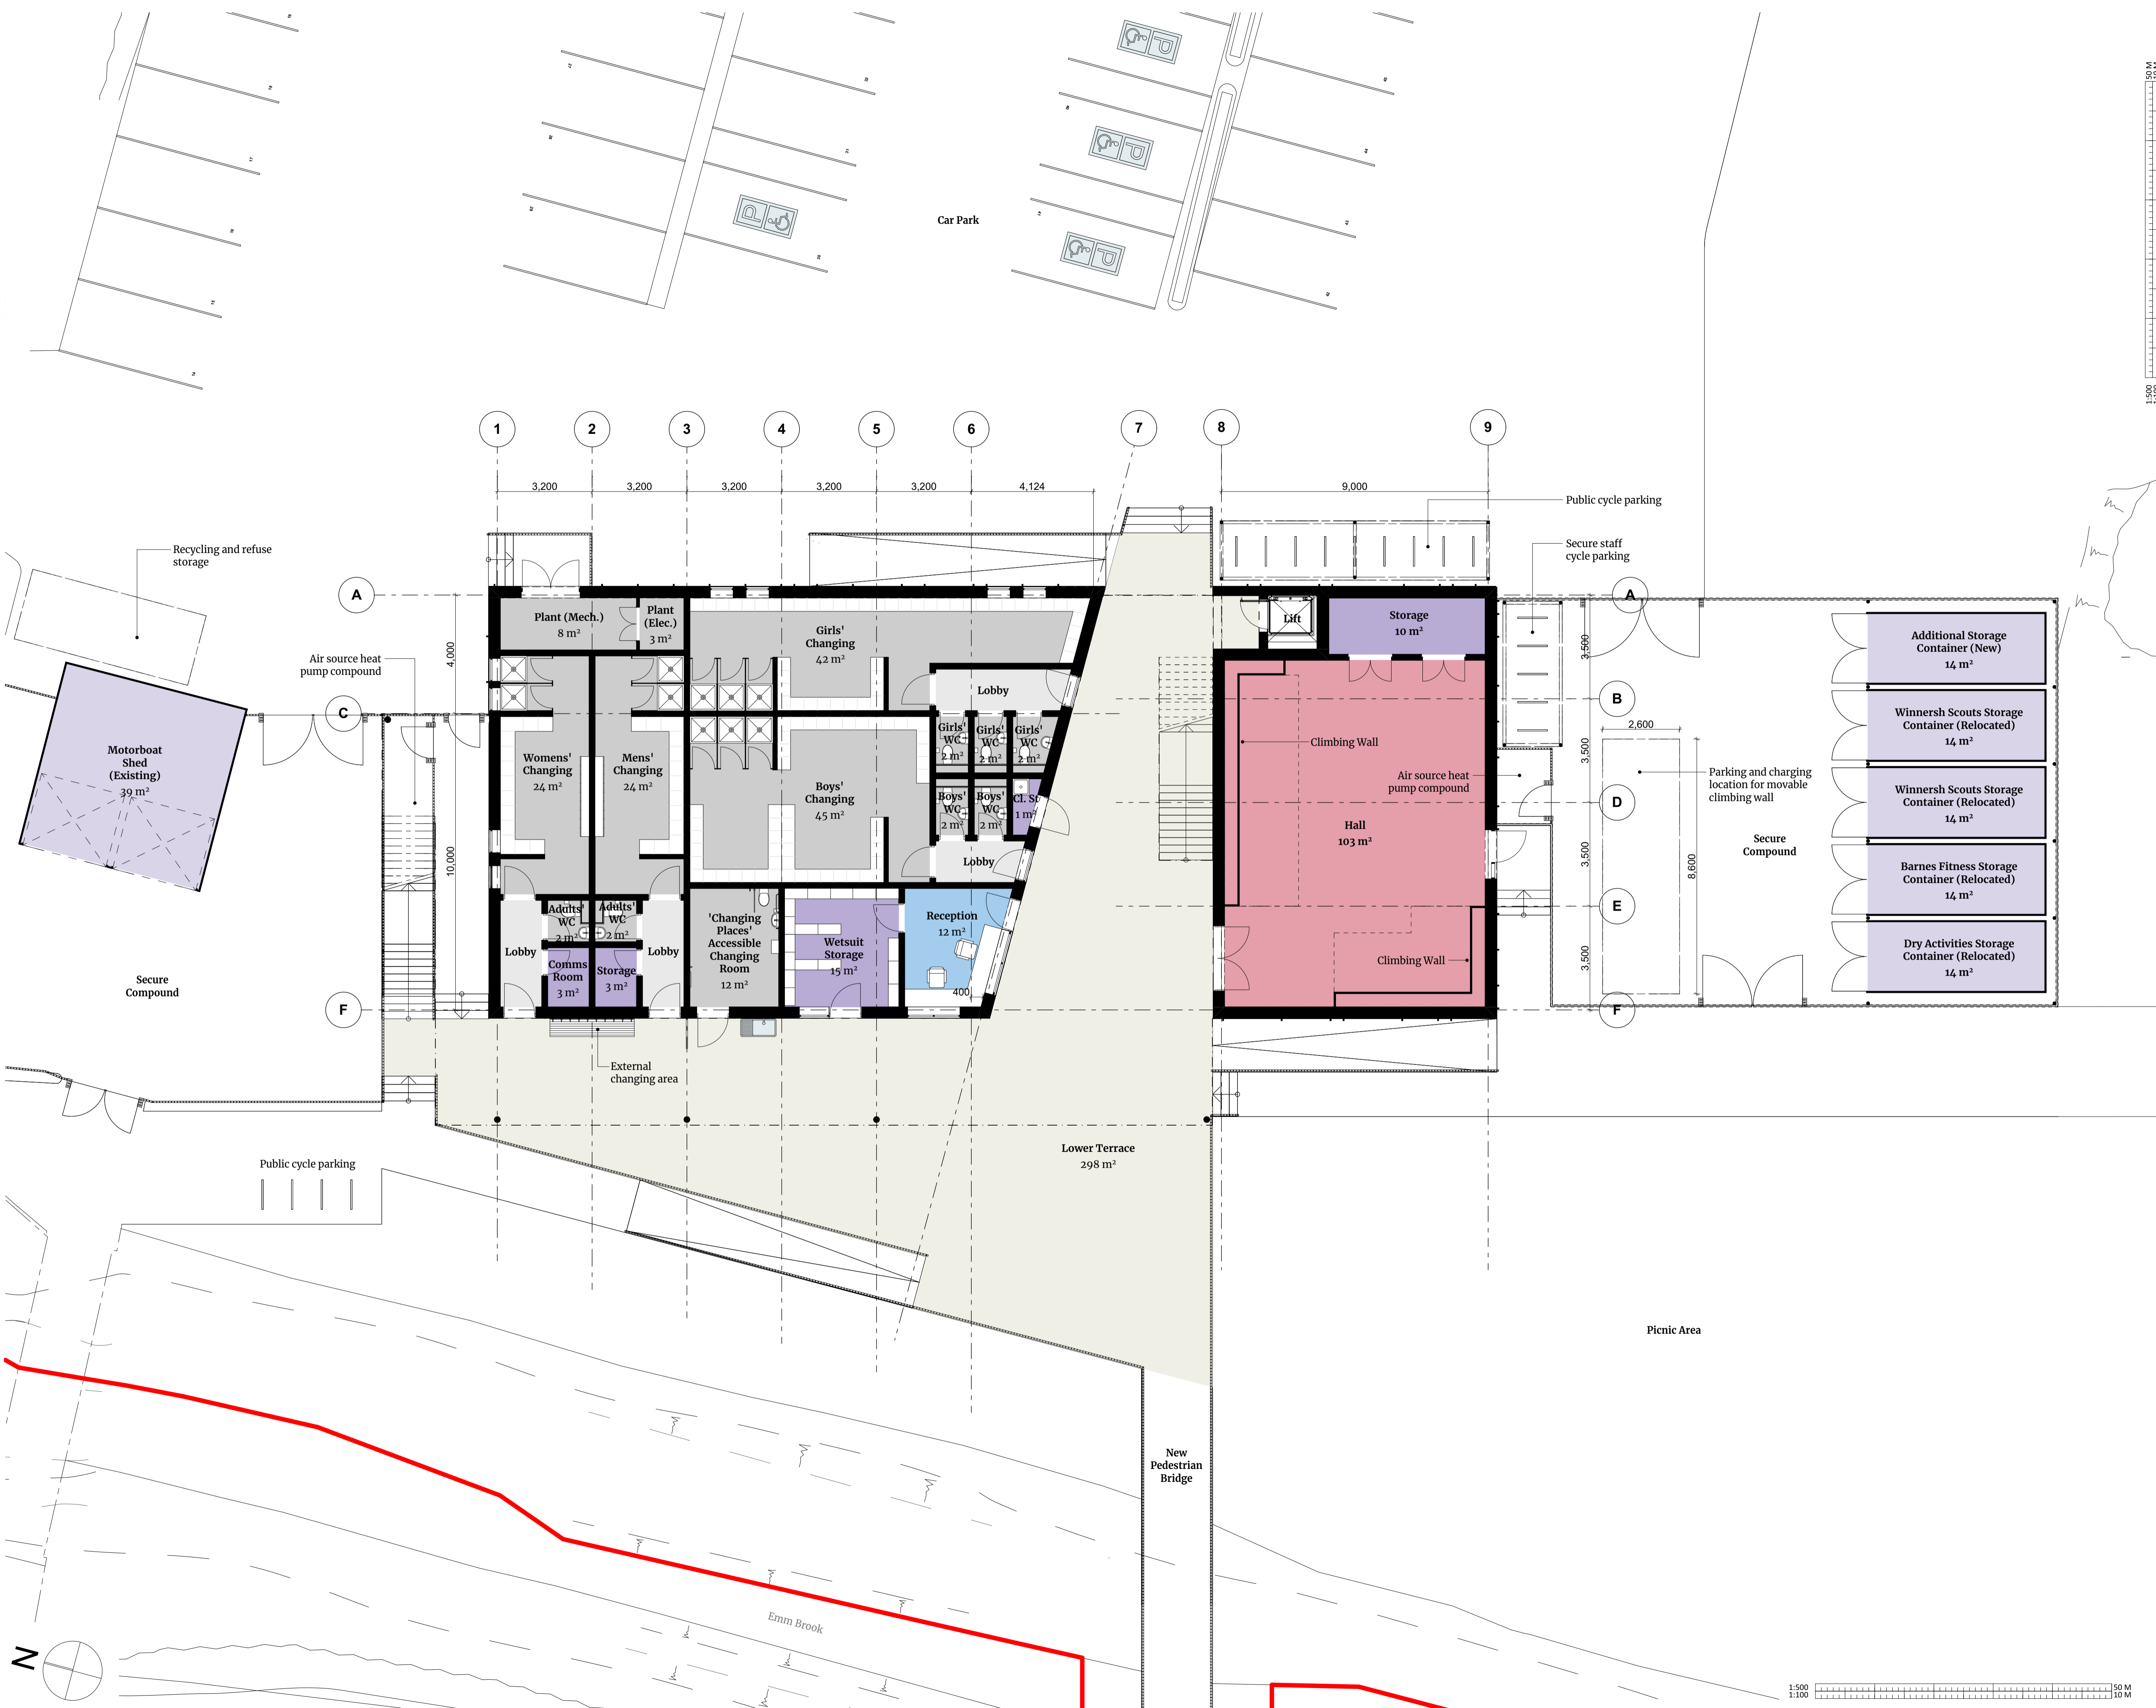 Car Park
50 M
10 M
1:500
1:100
1
2
3
4
5
6
7
8
9
3,200
3,200
3,200
3,200
3,200
4,124
9,000
Public cycle parking
Secure staff
cycle parking
Recycling and refuse
storage
A
A
Plant (Mech.)
8 m²
Plant
(Elec.)
3 m²
Girls'
Changing
42 m²
Lift
Storage
10 m²
Additional Storage
Container (New)
14 m²
4,000
3,500
Air source heat
pump compound
Lobby
B
C
Winnersh Scouts Storage
Container (Relocated)
14 m²
Girls'
WC
2 m²
Girls'
WC
2 m²
Girls'
WC
2 m²
Climbing Wall
2,600
Motorboat
Shed
(Existing)
39 m²
Womens'
Changing
24 m²
Mens'
Changing
24 m²
Boys'
Changing
45 m²
3,500
Air source heat
pump compound
Parking and charging
location for movable
climbing wall
Winnersh Scouts Storage
Container (Relocated)
14 m²
Boys'
WC
2 m²
Boys'
WC
2 m²
Cl. St
1 m²
D
Hall
103 m²
Secure
Compound
10,000
Lobby
3,500
8,600
Barnes Fitness Storage
Container (Relocated)
14 m²
Adults'
WC
2 m²
Adults'
WC
2 m²
'Changing
Places'
Accessible
Changing
Room
12 m²
Reception
12 m²
E
Lobby
Lobby
Wetsuit
Storage
15 m²
Comms
Room
3 m²
Storage
3 m²
Climbing Wall
3,500
Dry Activities Storage
Container (Relocated)
14 m²
Secure
Compound
400
F
F
External
changing area
Lower Terrace
298 m²
Public cycle parking
Picnic Area
New
Pedestrian
Bridge
Emm Brook
N
1:500
1:100
50 M
10 M